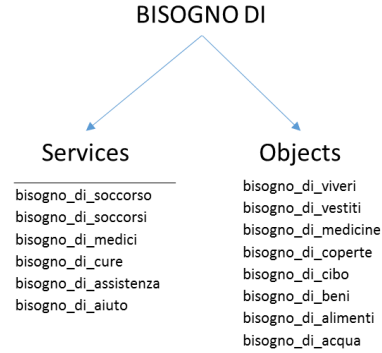 BISOGNO DI
Services
bisogno_di_soccorso
bisogno_di_soccorsi
bisogno_di_medici
bisogno_di_cure
bisogno_di_assistenza
bisogno_di_aiuto
Objects
bisogno_di_viveri
bisogno_di_vestiti
bisogno_di_medicine
bisogno_di_coperte
bisogno_di_cibo
bisogno_di_beni
bisogno_di_alimenti
bisogno_di_acqua